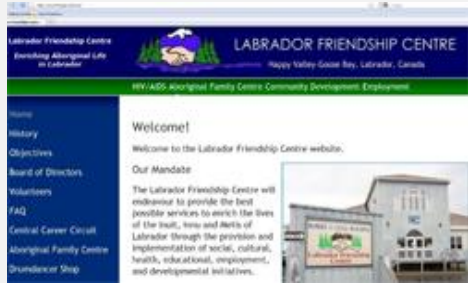 Labrador Friendship Centre
Enriching Aboriginal Life
in Labrador
LABRADOR FRIENDSHIP CENTRE
Happy Valley-Goose Bay, Labrador, Canada
HIV/AIDS Aboriginal Family Centre Community Development Employment
Home
History
Objectives
Board of Directors
Volunteers
FAQ
Central Career Circuit
Aboriginal Family Centre
Drumdancer Shop
Welcome!
Welcome to the Labrador Friendship Centre website.
Our Mandate
The Labrador Friendship Centre will
endeavour to provide the best
possible services to enrich the lives
of the Inuit, Innu and Metis of
Labrador through the provision and
implementation of social, cultural,
health, educational, employment,
and developmental initiatives.
Labrador Friendship